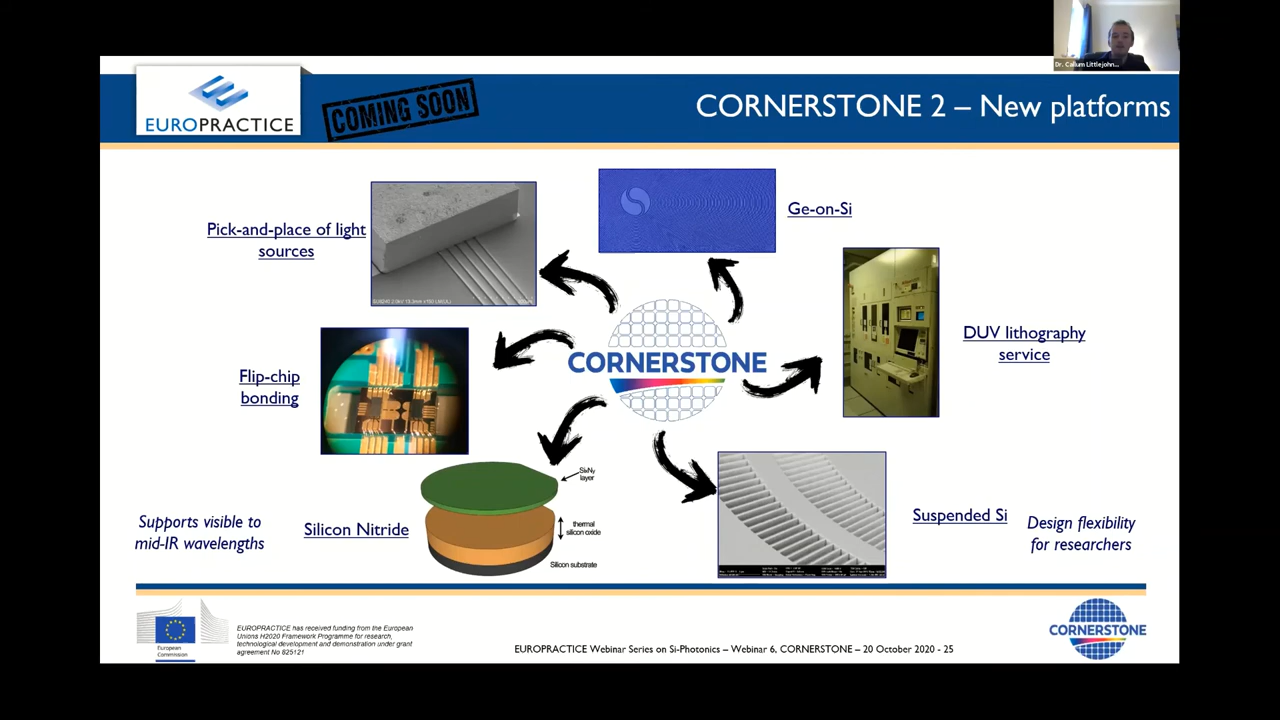 Dr. Callum Littlejohn...
EUROPRACTICE
COMING SOON
CORNERSTONE 2 – New platforms
Pick-and-place of light
sources
Ge-on-Si
DUV lithography
service
CORNERSTONE
Flip-chip
bonding
SixNy
layer
thermal
silicon oxide
Silicon substrate
Supports visible to
mid-IR wavelengths
Silicon Nitride
Suspended Si
Design flexibility
for researchers
European
Commission
EUROPRACTICE has received funding from the European
Unions H2020 Framework Programme for research,
technological development and demonstration under grant
agreement No 825121
EUROPRACTICE Webinar Series on Si-Photonics – Webinar 6, CORNERSTONE – 20 October 2020 - 25
CORNERSTONE